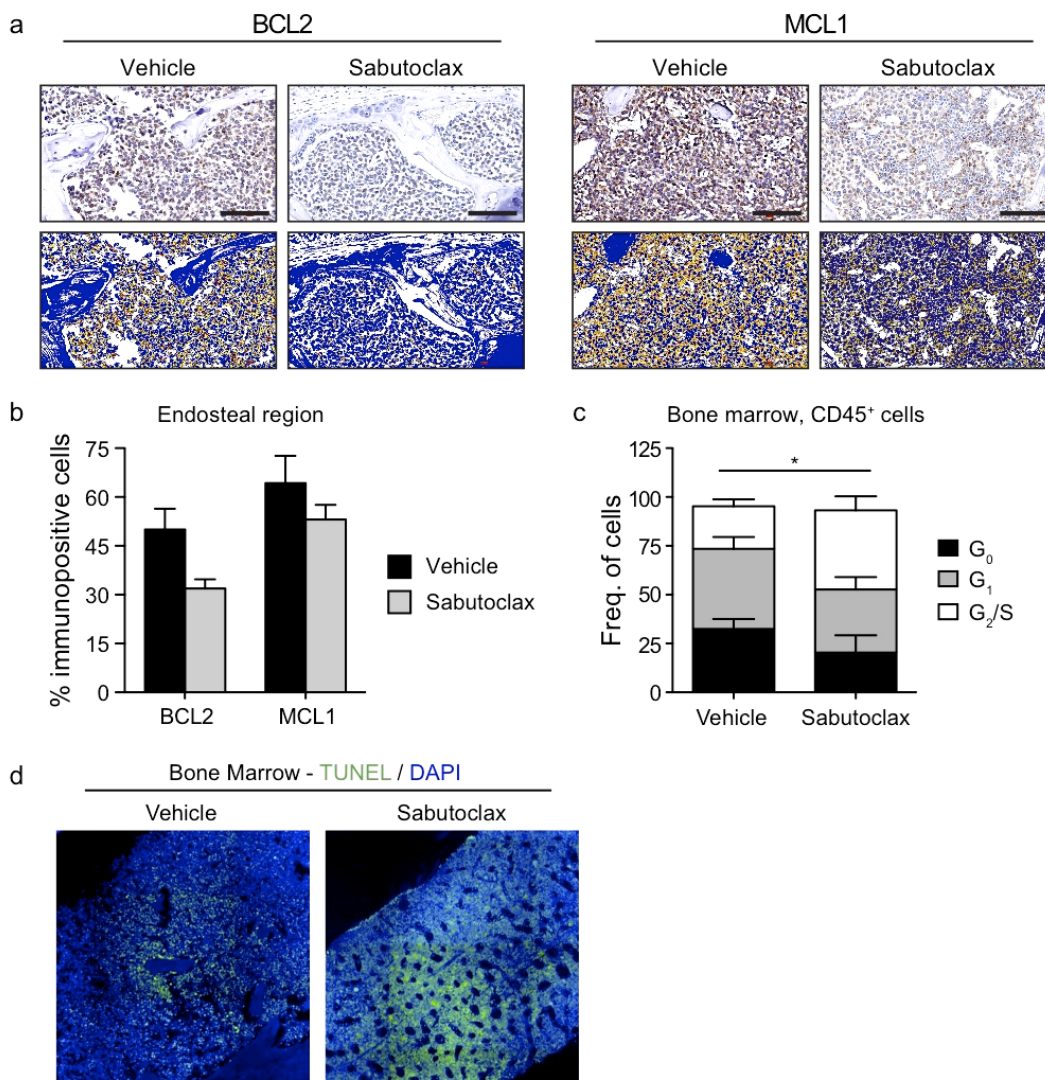 a
BCL2
MCL1
Vehicle
Sabutoclax
Vehicle
Sabutoclax
b
Endosteal region
% immunopositive cells
75
60
45
30
15
0
BCL2
MCL1
Vehicle
Sabutoclax
c
Bone marrow, CD45⁺ cells
Freq. of cells
125
100
75
50
25
0
*
Vehicle
Sabutoclax
G₀
G₁
G₂/S
d
Bone Marrow - TUNEL / DAPI
Vehicle
Sabutoclax